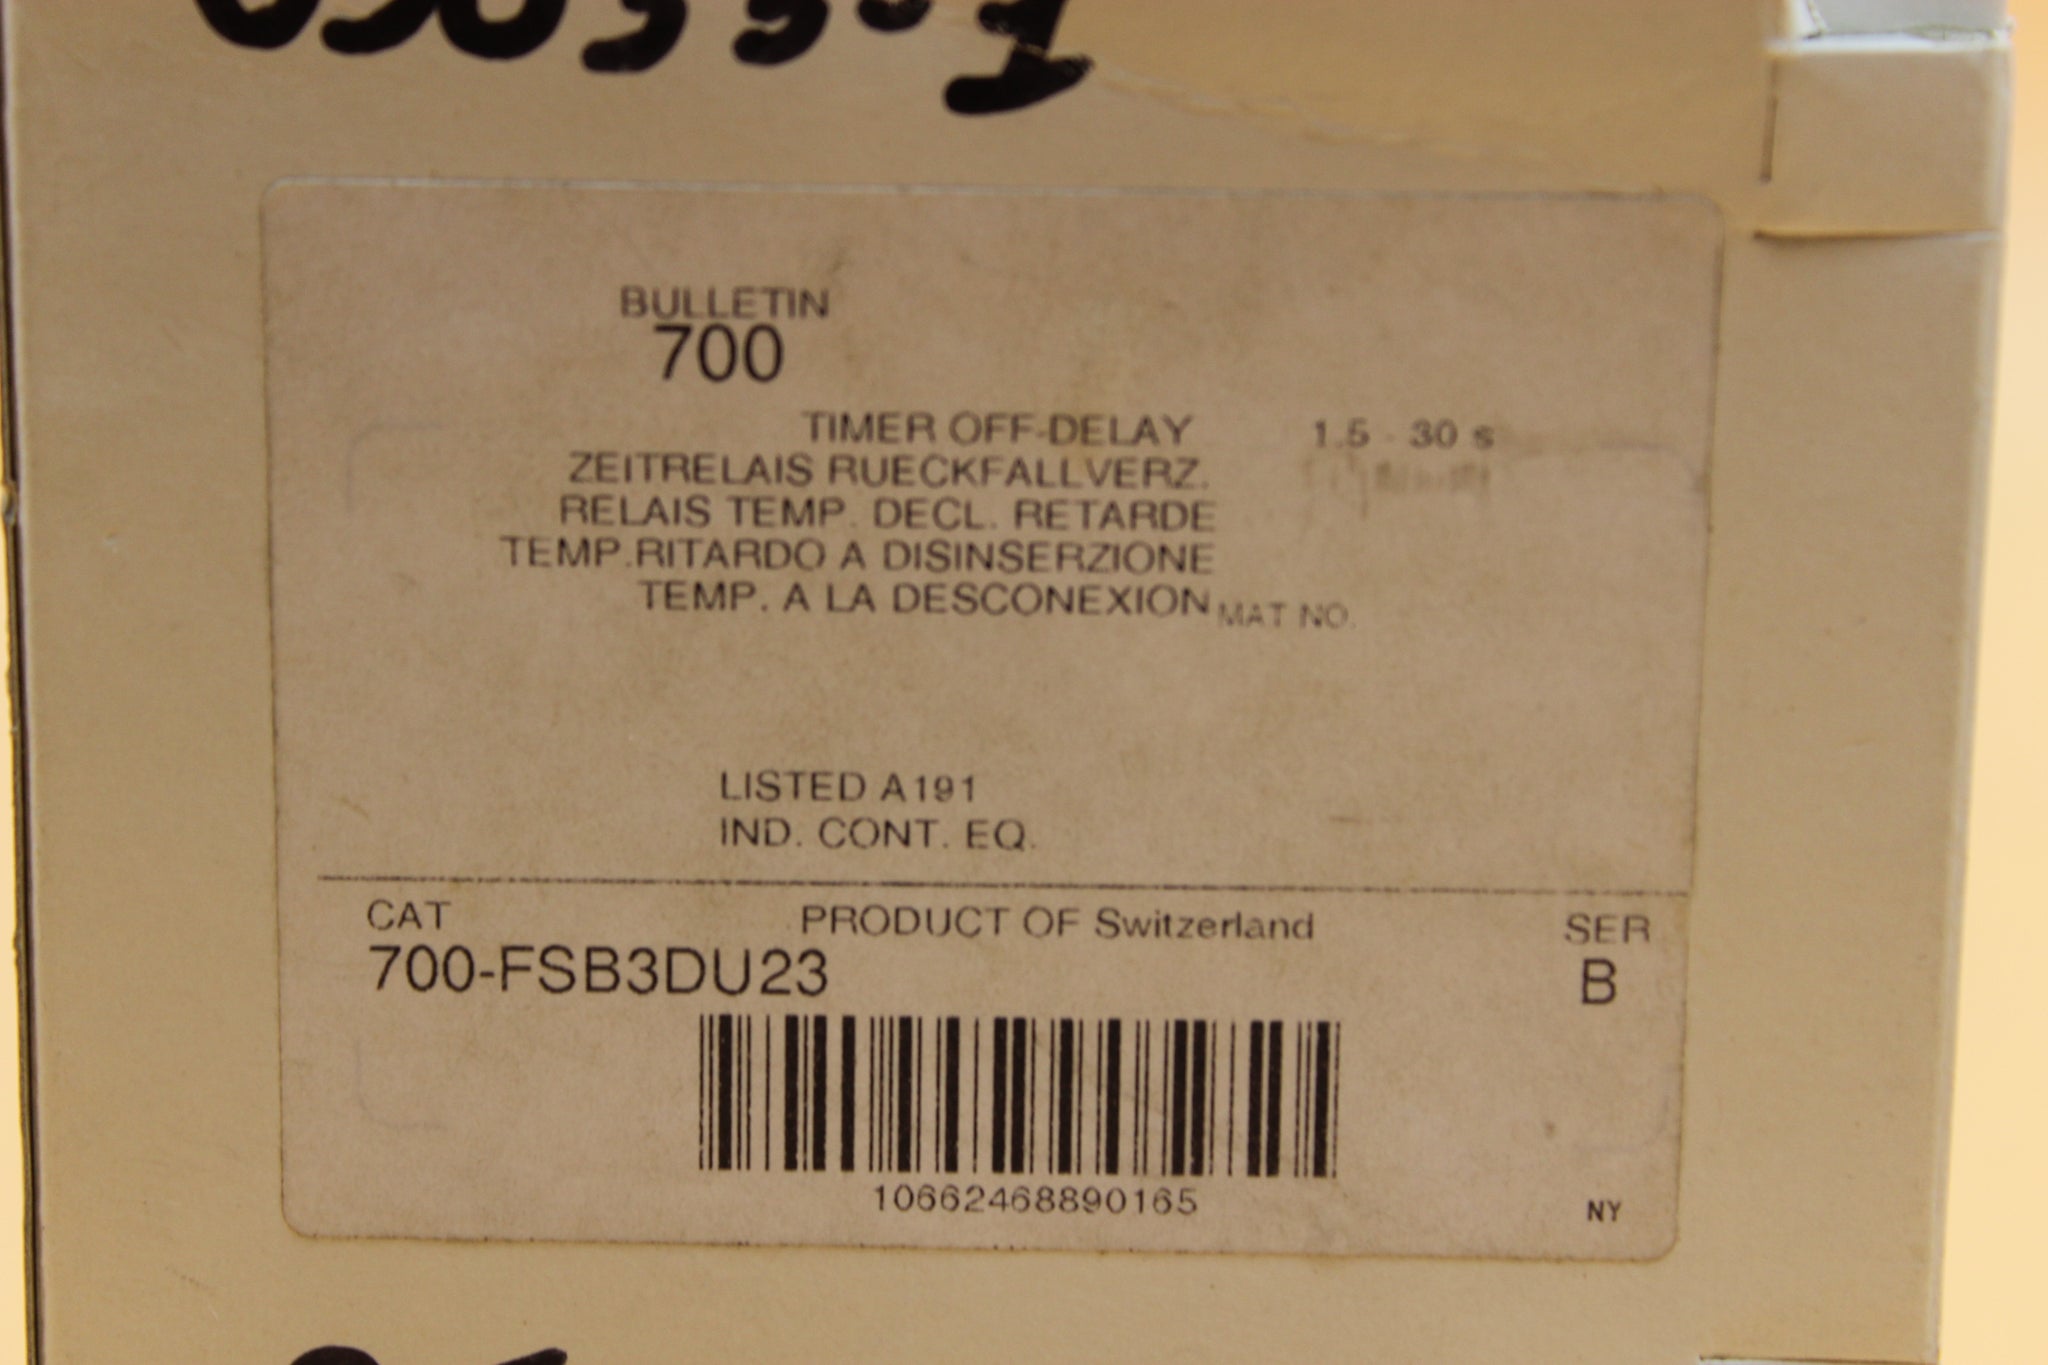 BULLETIN
700
TIMER OFF-DELAY 1.5 - 30 s
ZEITRELAIS RUECKFALLVERZ.
RELAIS TEMP. DECL. RETARDE
TEMP.RITARDO A DISINSERZIONE
TEMP. A LA DESCONEXION
MAT NO.
LISTED A191
IND. CONT. EQ.
CAT PRODUCT OF Switzerland SER
700-FSB3DU23 B
10662468890165
NY